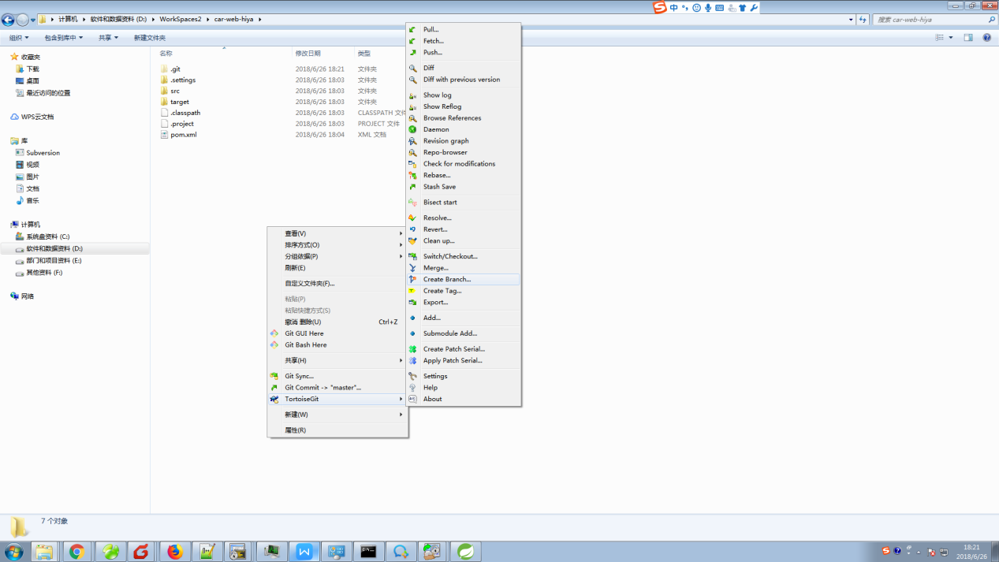 中
计算机 ▸ 软件和数据资料 (D:) ▸ WorkSpaces2 ▸ car-web-hiya ▸
搜索 car-web-hiya
组织 包含到库中 共享 新建文件夹
收藏夹
下载
桌面
最近访问的位置
WPS云文档
库
Subversion
视频
图片
文档
音乐
计算机
系统盘资料 (C:)
软件和数据资料 (D:)
部门和项目资料 (E:)
其他资料 (F:)
网络
名称 修改日期 类型
.git 2018/6/26 18:21 文件夹
.settings 2018/6/26 18:03 文件夹
src 2018/6/26 18:03 文件夹
target 2018/6/26 18:03 文件夹
.classpath 2018/6/26 18:03 CLASSPATH 文件
.project 2018/6/26 18:03 PROJECT 文件
pom.xml 2018/6/26 18:04 XML 文档
查看(V)
排序方式(O)
分组依据(P)
刷新(E)
自定义文件夹(F)...
粘贴(P)
粘贴快捷方式(S)
撤消 删除(U) Ctrl+Z
Git GUI Here
Git Bash Here
共享(H)
Git Sync...
Git Commit -> "master"...
TortoiseGit
新建(W)
属性(R)
Pull...
Fetch...
Push...
Diff
Diff with previous version
Show log
Show Reflog
Browse References
Daemon
Revision graph
Repo-browser
Check for modifications
Rebase...
Stash Save
Bisect start
Resolve...
Revert...
Clean up...
Switch/Checkout...
Merge...
Create Branch...
Create Tag...
Export...
Add...
Submodule Add...
Create Patch Serial...
Apply Patch Serial...
Settings
Help
About
7 个对象
18:21
2018/6/26